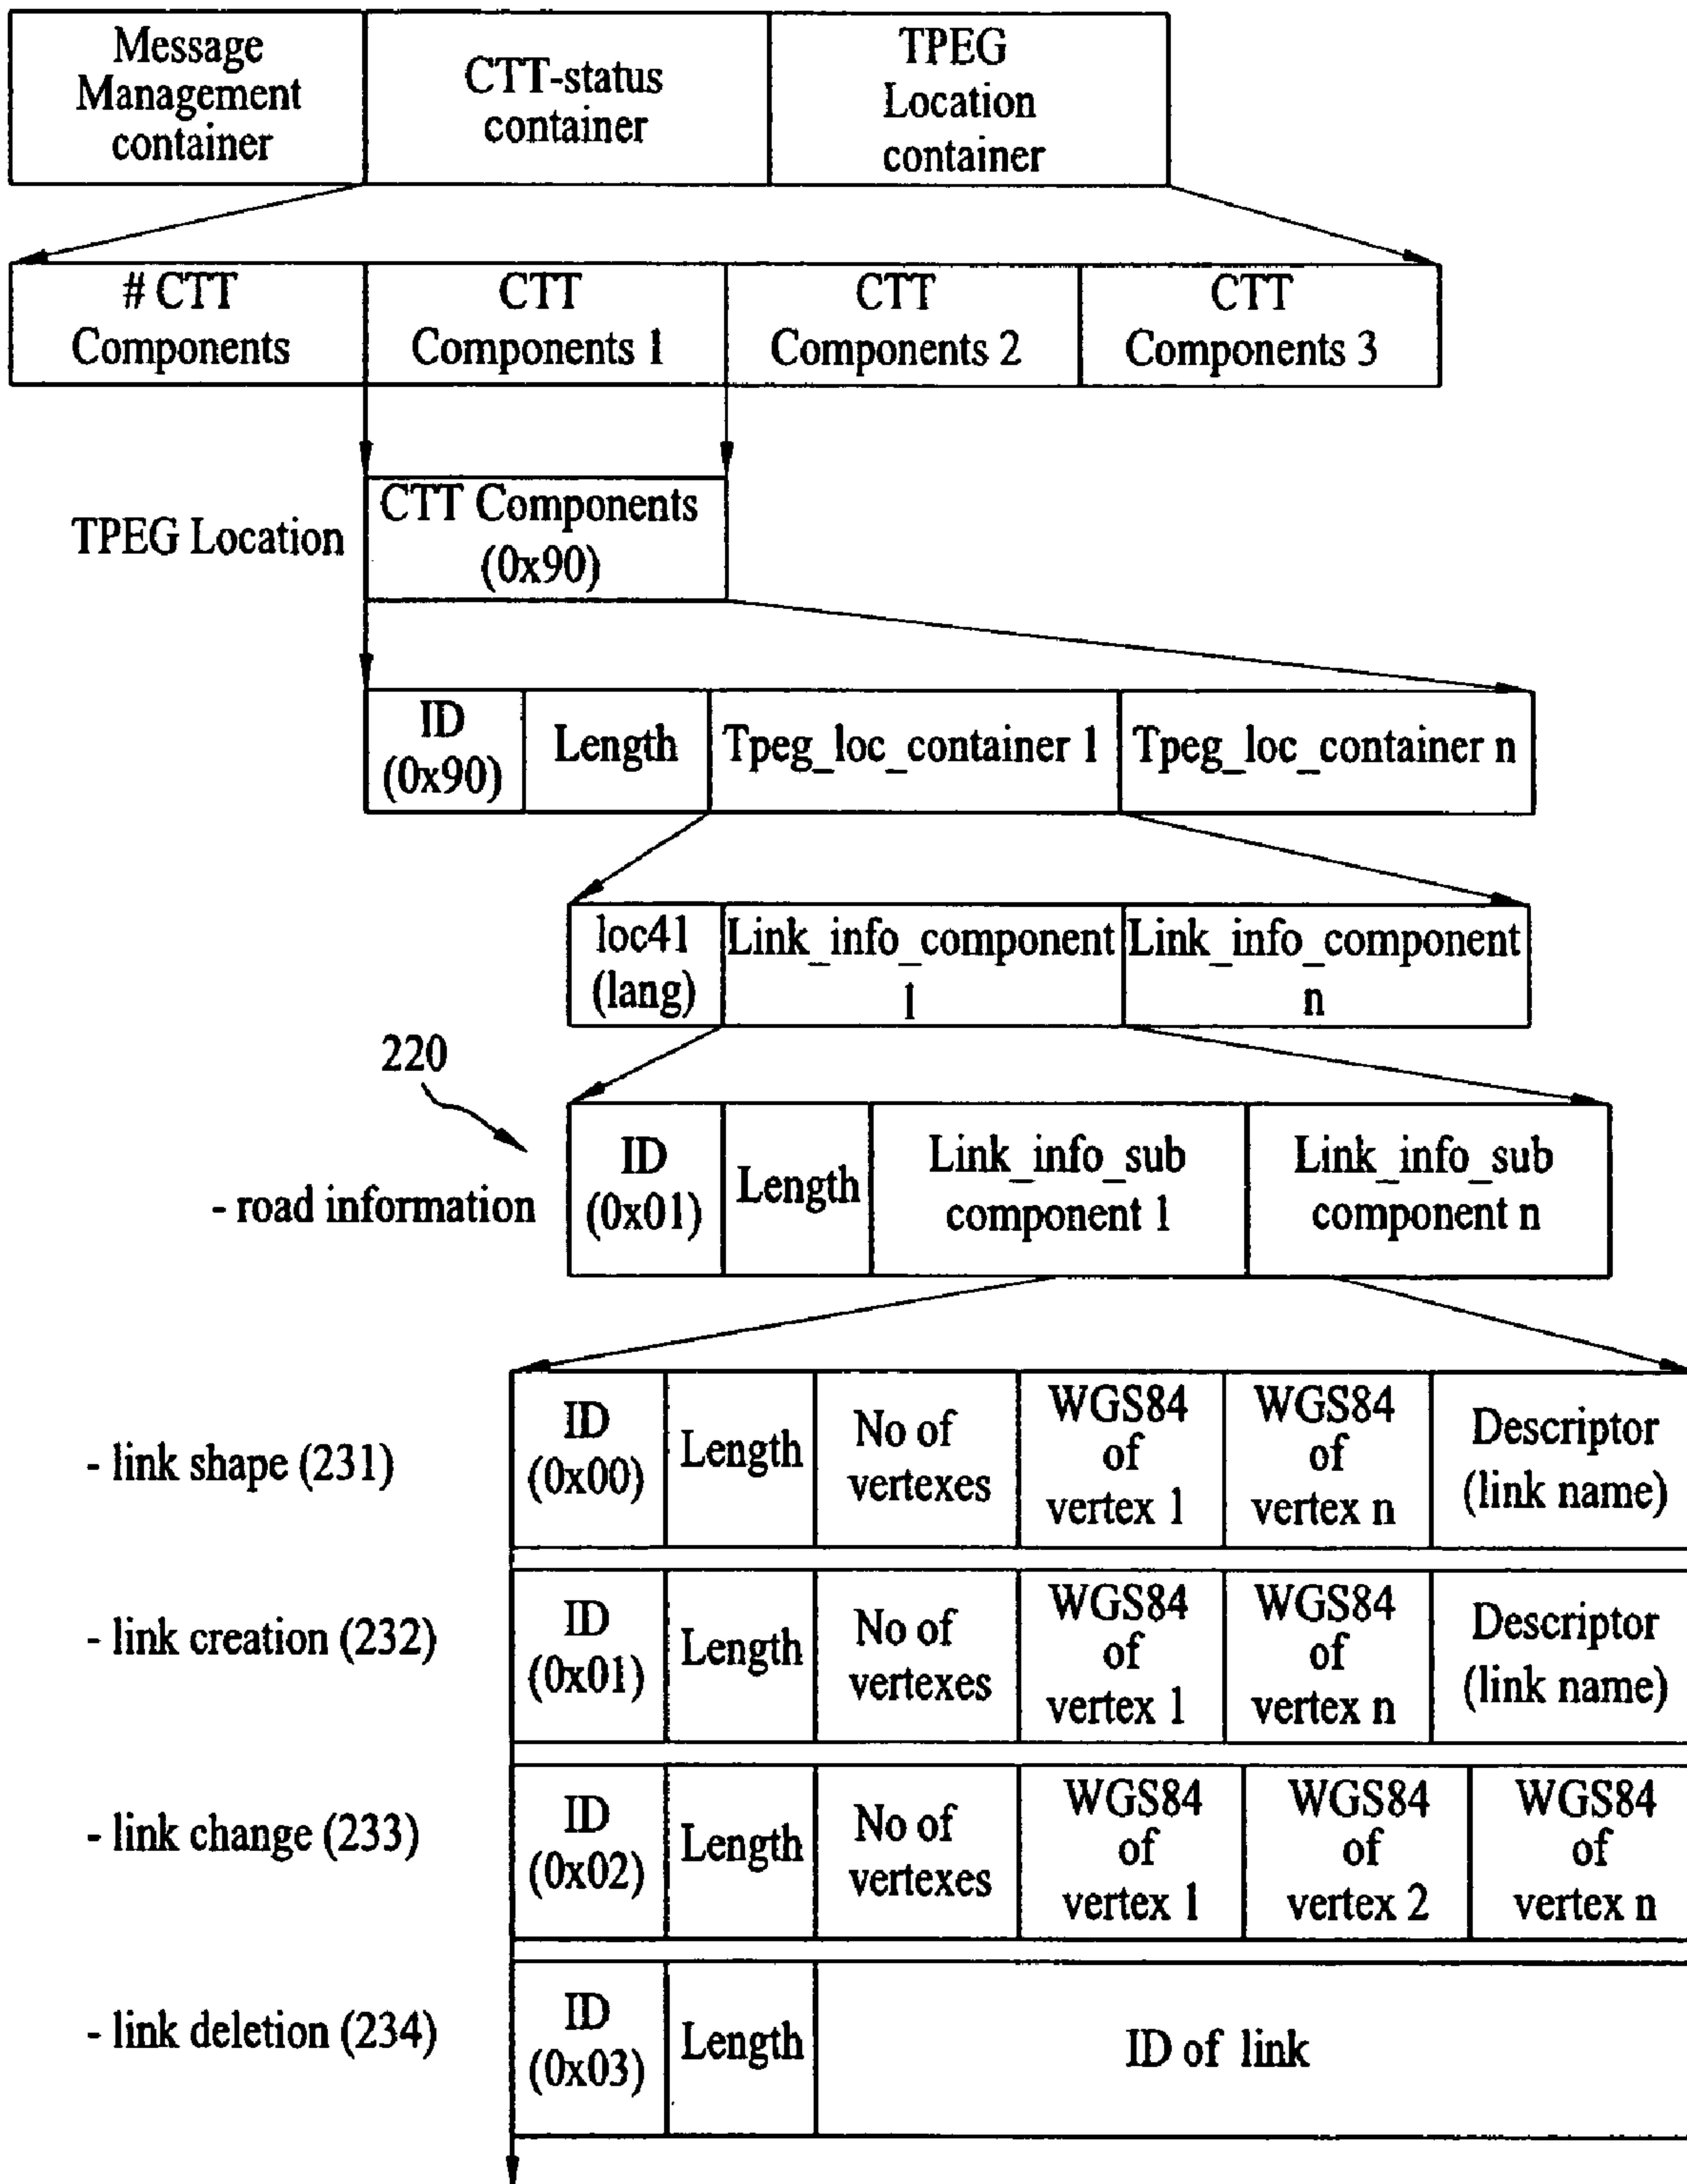 Message
Management
container
CTT-status
container
TPEG
Location
container
# CTT
Components
CTT
Components 1
CTT
Components 2
CTT
Components 3
TPEG Location
CTT Components
(0x90)
ID
(0x90)
Length
Tpeg_loc_container 1
Tpeg_loc_container n
loc41
(lang)
Link_info_component
1
Link_info_component
n
220
- road information
ID
(0x01)
Length
Link_info_sub
component 1
Link_info_sub
component n
- link shape (231)
ID
(0x00)
Length
No of
vertexes
WGS84
of
vertex 1
WGS84
of
vertex n
Descriptor
(link name)
- link creation (232)
ID
(0x01)
Length
No of
vertexes
WGS84
of
vertex 1
WGS84
of
vertex n
Descriptor
(link name)
- link change (233)
ID
(0x02)
Length
No of
vertexes
WGS84
of
vertex 1
WGS84
of
vertex 2
WGS84
of
vertex n
- link deletion (234)
ID
(0x03)
Length
ID of link